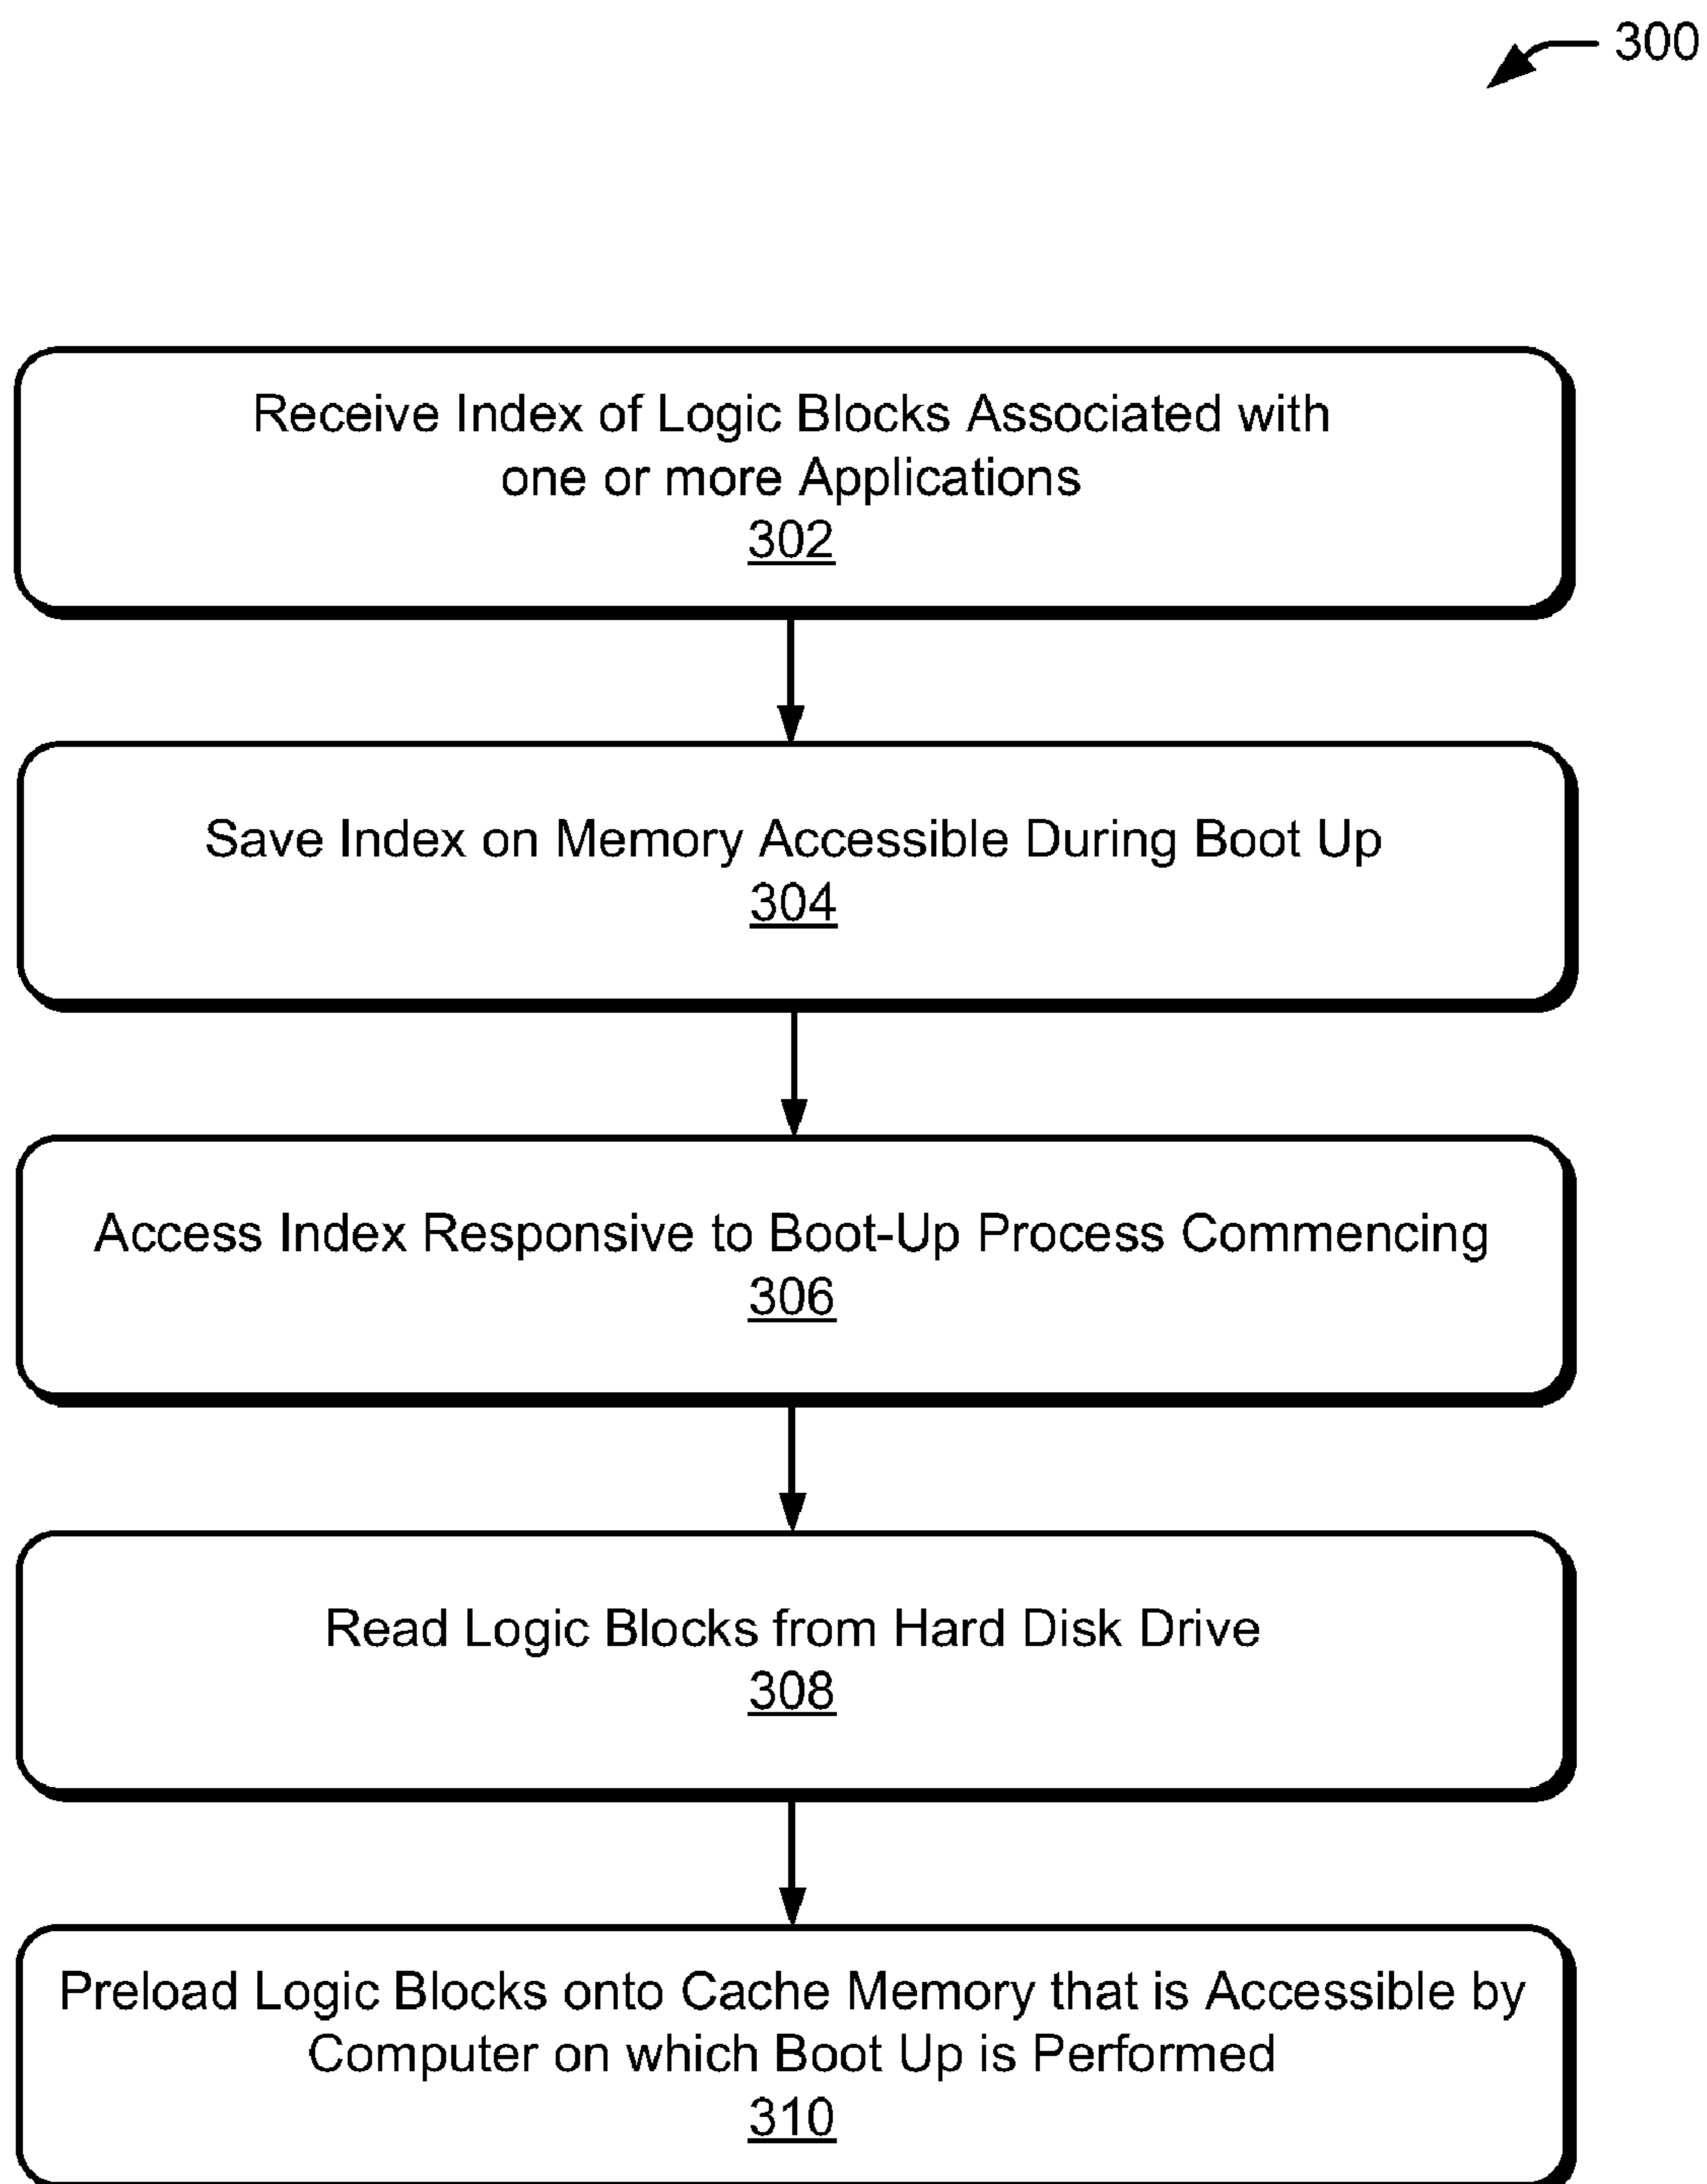 300
Receive Index of Logic Blocks Associated with
one or more Applications
302
Save Index on Memory Accessible During Boot Up
304
Access Index Responsive to Boot-Up Process Commencing
306
Read Logic Blocks from Hard Disk Drive
308
Preload Logic Blocks onto Cache Memory that is Accessible by
Computer on which Boot Up is Performed
310